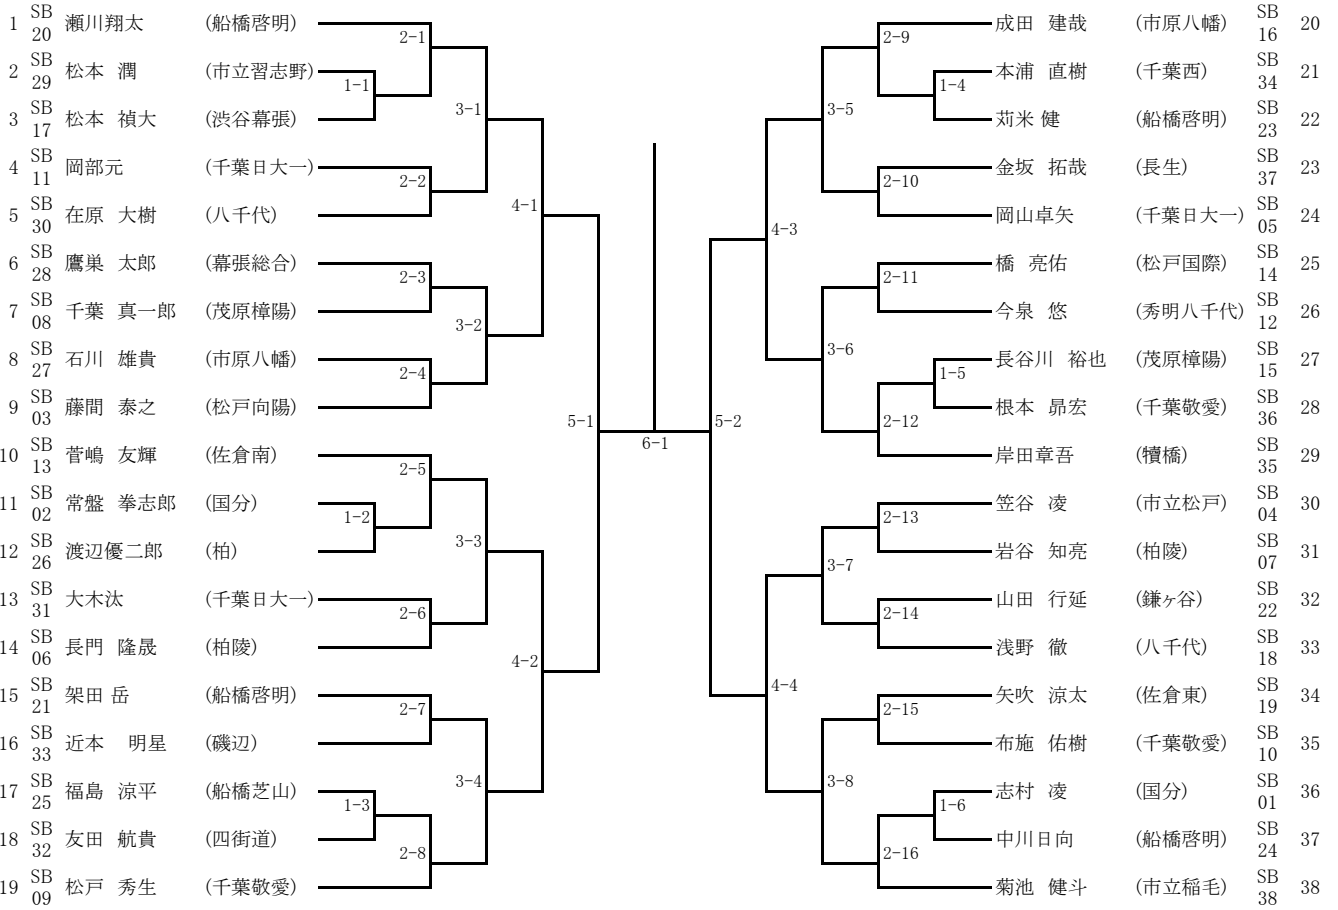 1 SB 20 瀬川翔太 (船橋啓明)
2-1
2 SB 29 松本 潤 (市立習志野)
1-1
3 SB 17 松本 禎大 (渋谷幕張)
3-1
4 SB 11 岡部元 (千葉日大一)
2-2
5 SB 30 在原 大樹 (八千代)
4-1
6 SB 28 鷹巣 太郎 (幕張総合)
2-3
7 SB 08 千葉 真一郎 (茂原樟陽)
3-2
8 SB 27 石川 雄貴 (市原八幡)
2-4
9 SB 03 藤間 泰之 (松戸向陽)
5-1
10 SB 13 菅嶋 友輝 (佐倉南)
2-5
11 SB 02 常盤 拳志郎 (国分)
1-2
12 SB 26 渡辺優二郎 (柏)
3-3
13 SB 31 大木汰 (千葉日大一)
2-6
14 SB 06 長門 隆晟 (柏陵)
4-2
15 SB 21 架田 岳 (船橋啓明)
2-7
16 SB 33 近本 明星 (磯辺)
3-4
17 SB 25 福島 涼平 (船橋芝山)
1-3
18 SB 32 友田 航貴 (四街道)
2-8
19 SB 09 松戸 秀生 (千葉敬愛)
6-1
成田 建哉 (市原八幡) SB 16 20
2-9
本浦 直樹 (千葉西) SB 34 21
1-4
苅米 健 (船橋啓明) SB 23 22
3-5
金坂 拓哉 (長生) SB 37 23
2-10
岡山卓矢 (千葉日大一) SB 05 24
4-3
橋 亮佑 (松戸国際) SB 14 25
2-11
今泉 悠 (秀明八千代) SB 12 26
3-6
長谷川 裕也 (茂原樟陽) SB 15 27
1-5
根本 昴宏 (千葉敬愛) SB 36 28
2-12
岸田章吾 (犢橋) SB 35 29
5-2
笠谷 凌 (市立松戸) SB 04 30
2-13
岩谷 知亮 (柏陵) SB 07 31
3-7
山田 行延 (鎌ヶ谷) SB 22 32
2-14
浅野 徹 (八千代) SB 18 33
4-4
矢吹 涼太 (佐倉東) SB 19 34
2-15
布施 佑樹 (千葉敬愛) SB 10 35
3-8
志村 凌 (国分) SB 01 36
1-6
中川日向 (船橋啓明) SB 24 37
2-16
菊池 健斗 (市立稲毛) SB 38 38